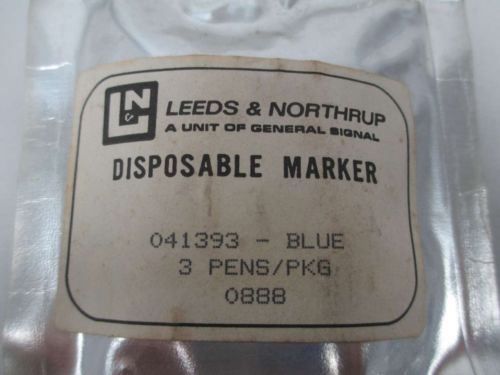 L&N
LEEDS & NORTHRUP
A UNIT OF GENERAL SIGNAL
DISPOSABLE MARKER
041393 - BLUE
3 PENS/PKG
0888